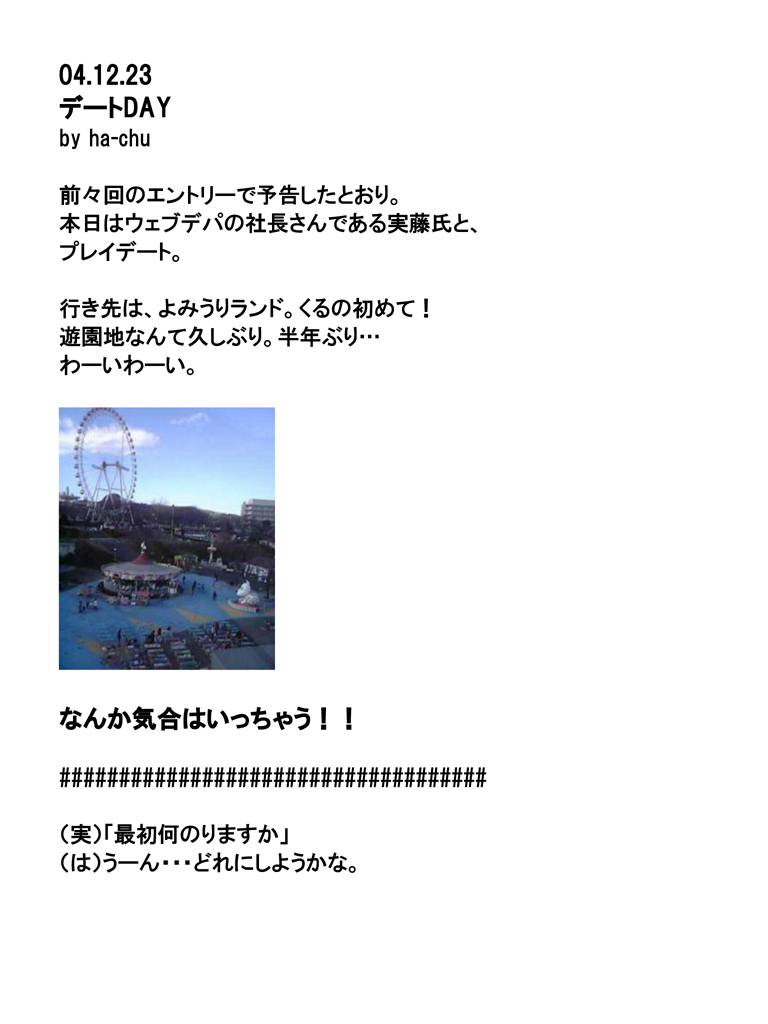 04.12.23
デートDAY
by ha-chu
前々回のエントリーで予告したとおり。
本日はウェブデパの社長さんである実藤氏と、
プレイデート。
行き先は、よみうりランド。くるの初めて！
遊園地なんて久しぶり。半年ぶり…
わーいわーい。
なんか気合はいっちゃう！！
####################################
（実）「最初何のりますか」
（は）うーん・・・どれにしようかな。